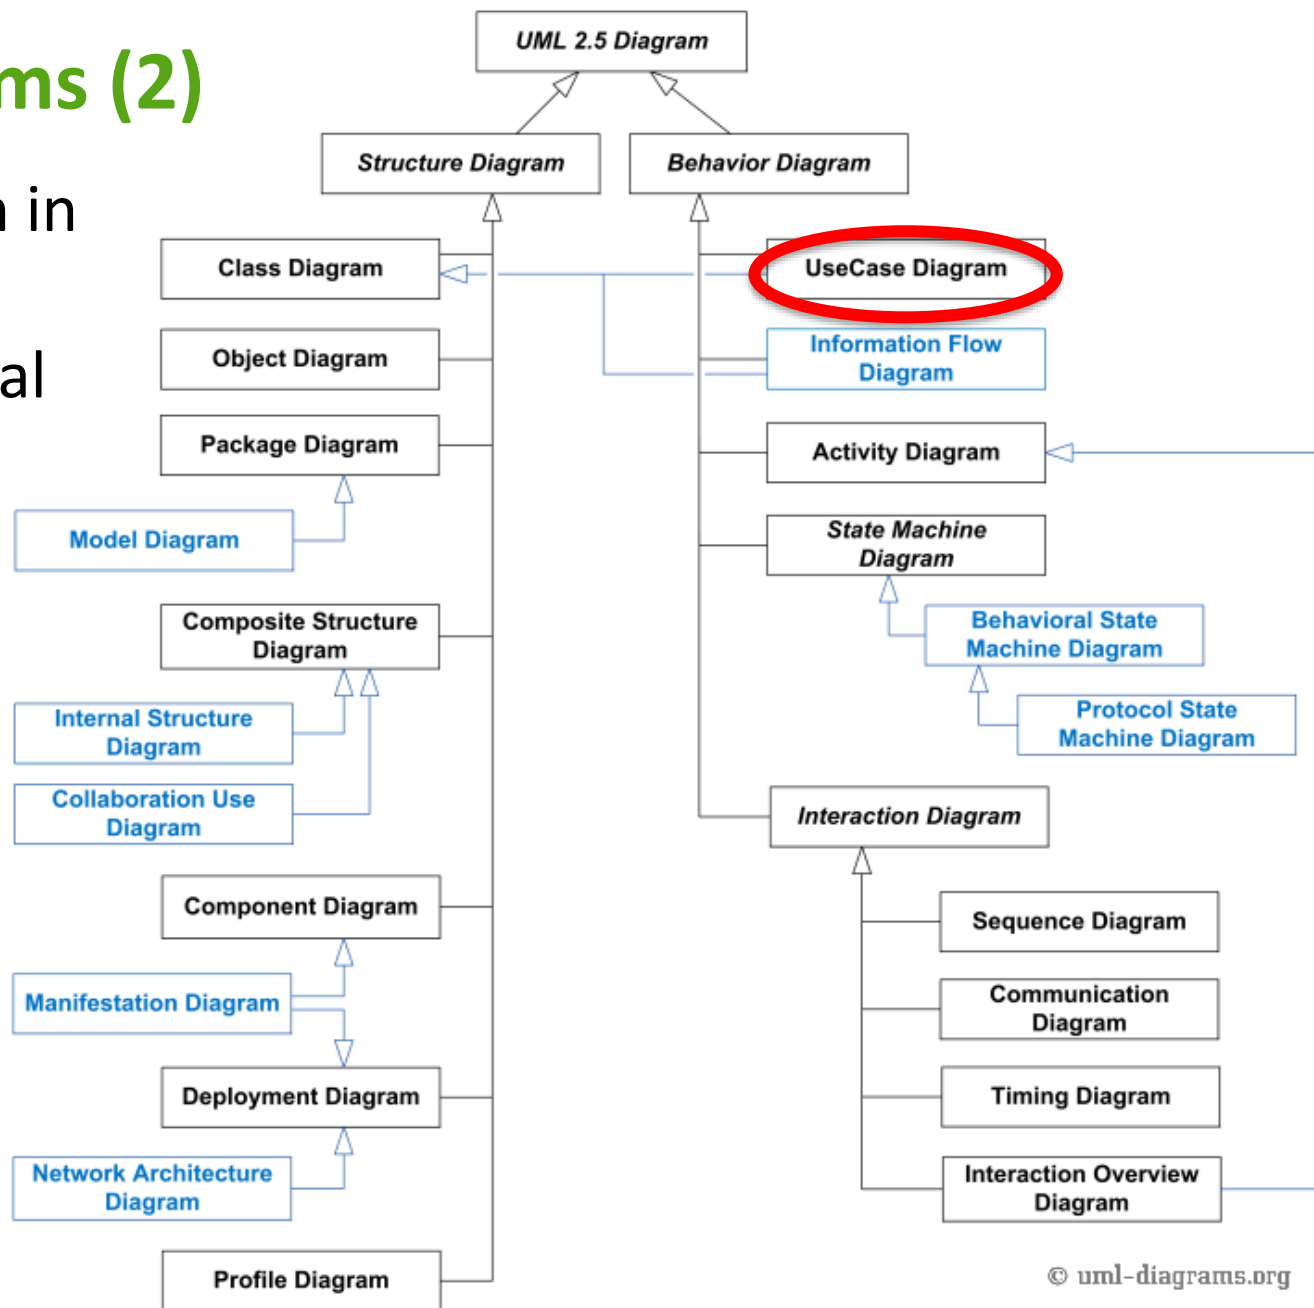 ms (2)
n in
al
UML 2.5 Diagram
Structure Diagram
Behavior Diagram
Class Diagram
UseCase Diagram
Object Diagram
Information Flow
Diagram
Package Diagram
Activity Diagram
Model Diagram
State Machine
Diagram
Composite Structure
Diagram
Behavioral State
Machine Diagram
Internal Structure
Diagram
Protocol State
Machine Diagram
Collaboration Use
Diagram
Interaction Diagram
Component Diagram
Sequence Diagram
Manifestation Diagram
Communication
Diagram
Deployment Diagram
Timing Diagram
Network Architecture
Diagram
Interaction Overview
Diagram
Profile Diagram
© uml-diagrams.org